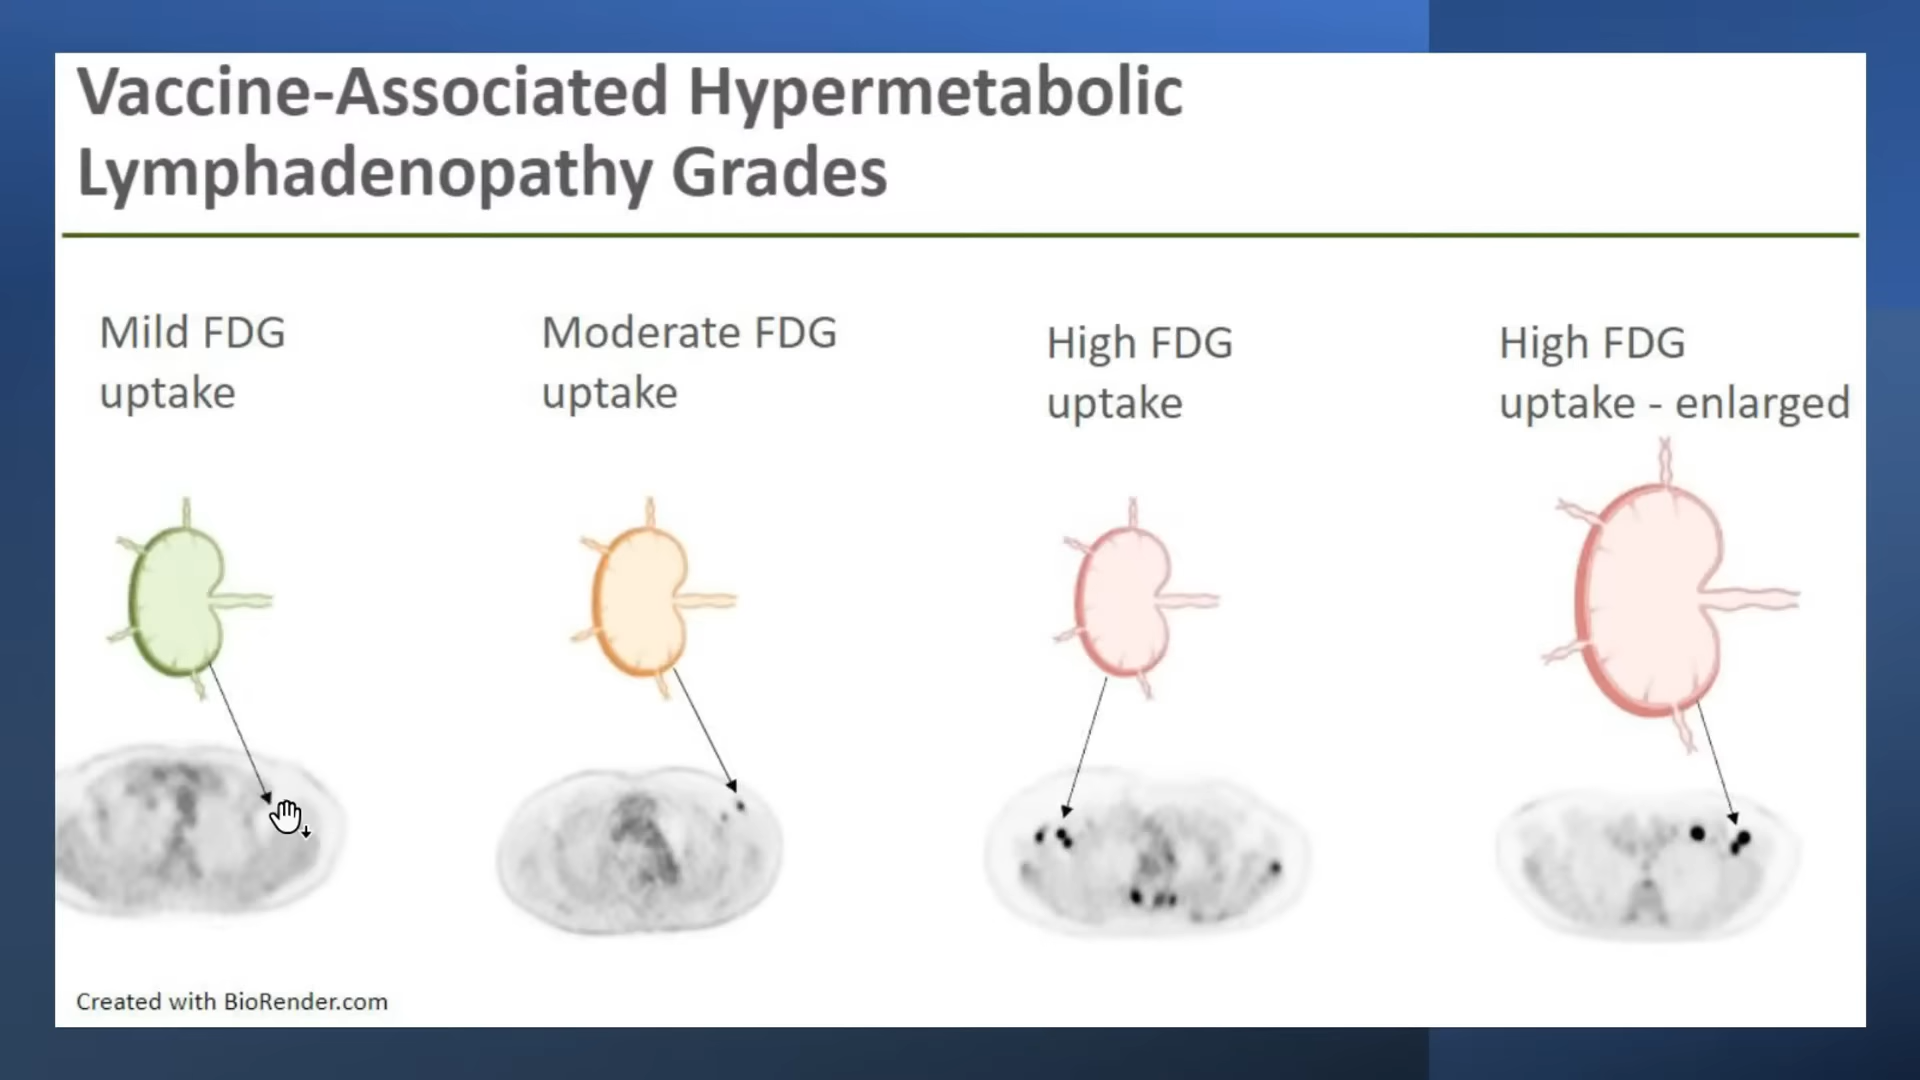 Vaccine-Associated Hypermetabolic
Lymphadenopathy Grades
Mild FDG
uptake
Moderate FDG
uptake
High FDG
uptake
High FDG
uptake - enlarged
Created with BioRender.com